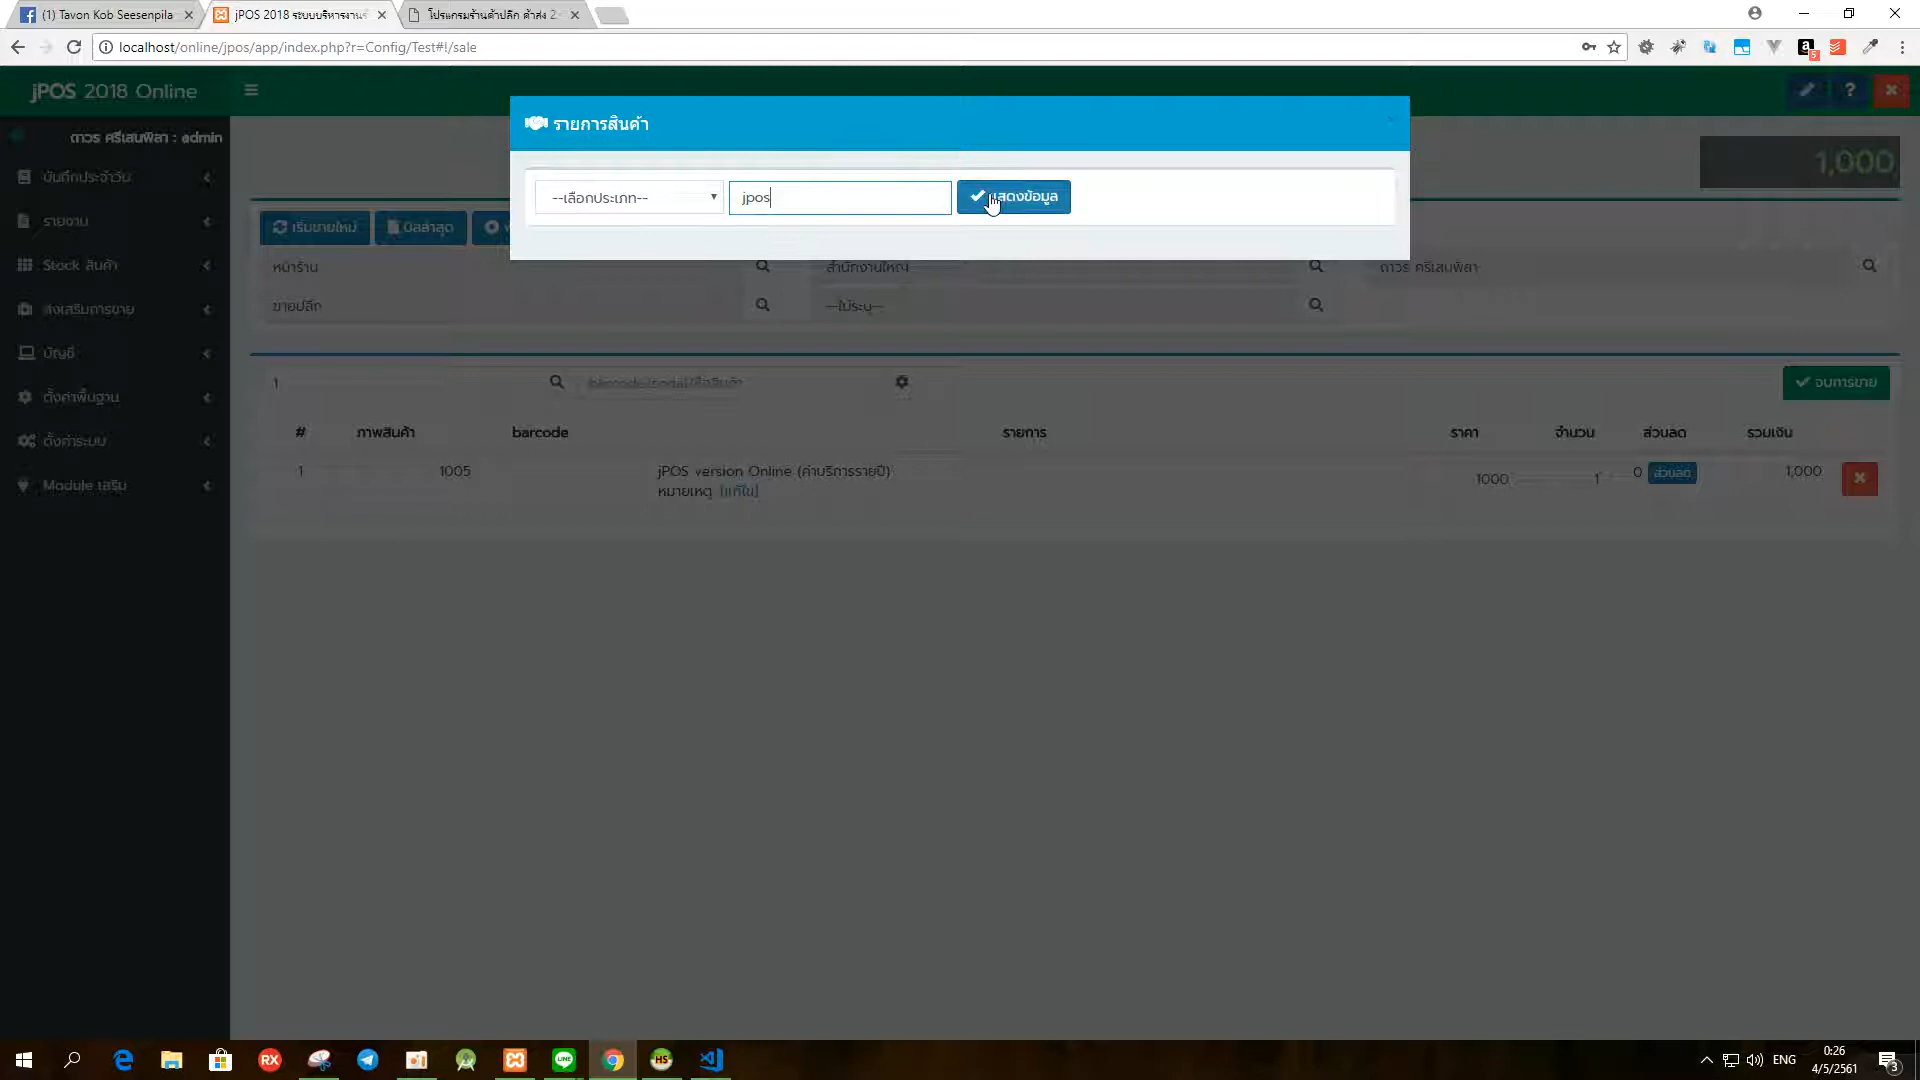 (1) Tavon Kob Seesenpila
jPOS 2018 ระบบบริหารงาน
โปรแกรมร้านค้าปลีก ค้าส่ง 2
localhost/online/jpos/app/index.php?r=Config/Test#!/sale
jPOS 2018 Online
?
รายการสินค้า
ถาวร ศรีเสนพิลา : admin
1,000
บันทึกประจำวัน
--เลือกประเภท--
jpos
แสดงข้อมูล
รายงาน
เริ่มขายใหม่
บิลล่าสุด
Stock สินค้า
หน้าร้าน
สำนักงานใหญ่
ถาวร ศรีเสนพิลา
ส่งเสริมการขาย
ขายปลีก
--ไม่ระบุ--
บัญชี
1
barcode/serial/ชื่อสินค้า
จบการขาย
ตั้งค่าพื้นฐาน
# ภาพสินค้า barcode รายการ ราคา จำนวน ส่วนลด รวมเงิน
ตั้งค่าระบบ
1 1005 jPOS version Online (ค่าบริการรายปี) 1000 1 0 ส่วนลด 1,000
หมายเหตุ [แก้ไข]
Module เสริม
ENG
0:26
4/5/2561
3